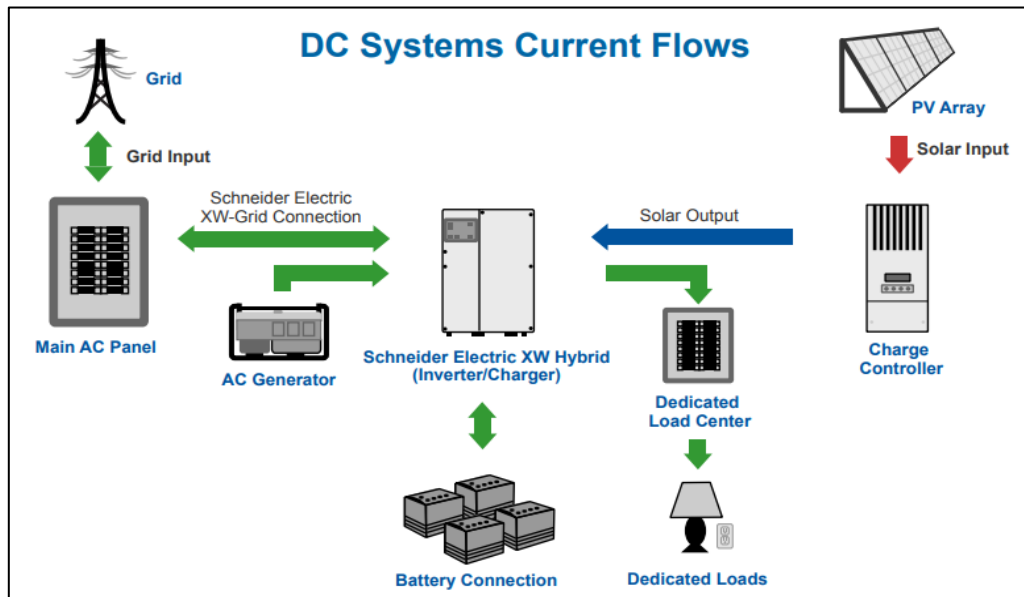 DC Systems Current Flows
Grid
PV Array
Grid Input
Solar Input
Schneider Electric
XW-Grid Connection
Solar Output
Main AC Panel
AC Generator
Schneider Electric XW Hybrid
(Inverter/Charger)
Charge
Controller
Dedicated
Load Center
Battery Connection
Dedicated Loads